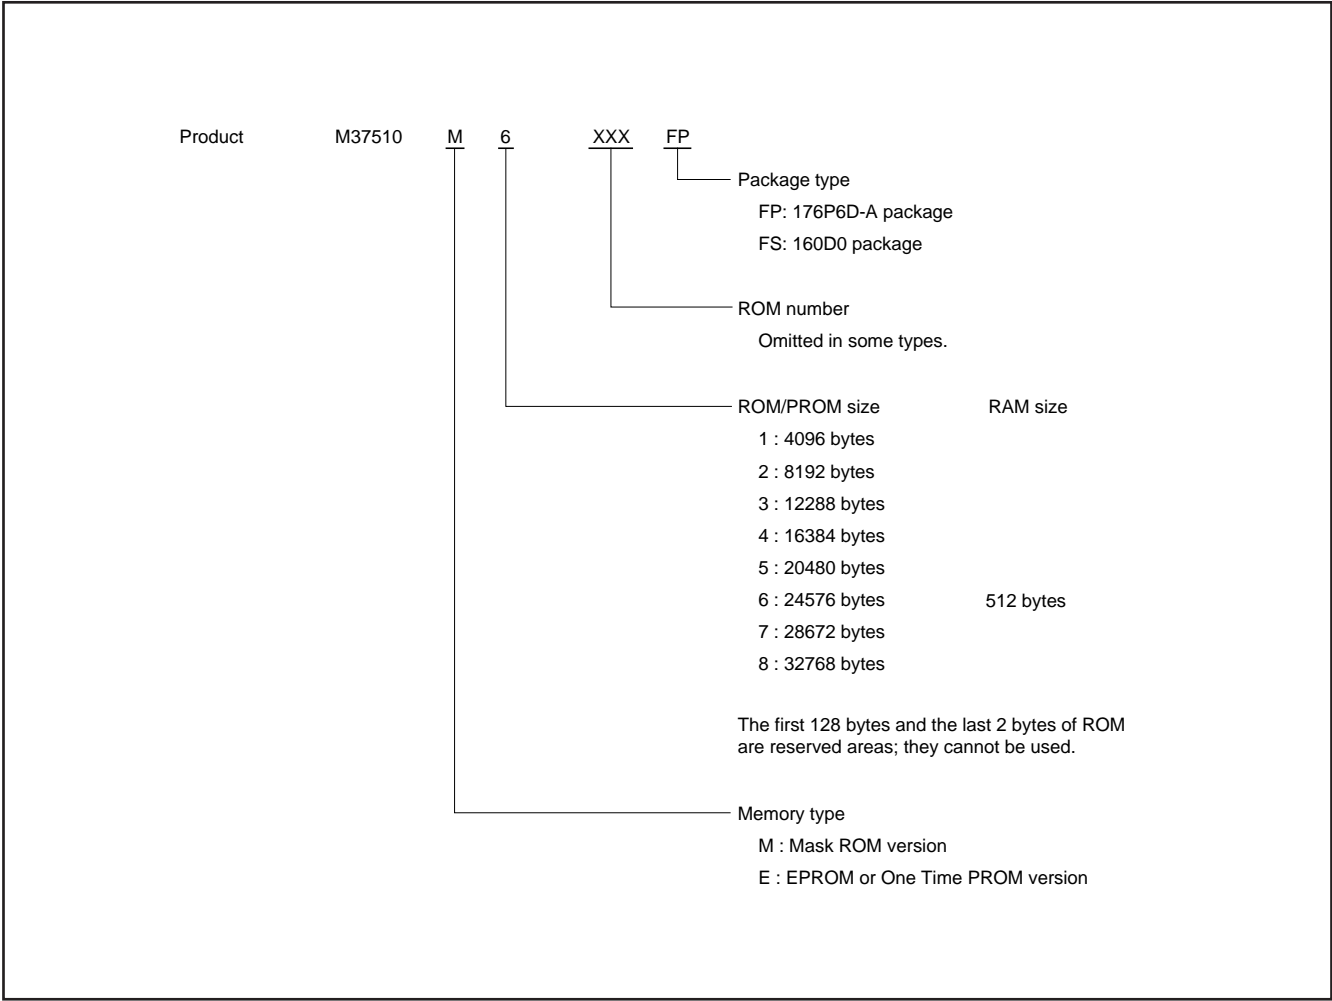 Product M37510 M 6 XXX FP
Package type
FP: 176P6D-A package
FS: 160D0 package
ROM number
Omitted in some types.
ROM/PROM size RAM size
1 : 4096 bytes
2 : 8192 bytes
3 : 12288 bytes
4 : 16384 bytes
5 : 20480 bytes
6 : 24576 bytes 512 bytes
7 : 28672 bytes
8 : 32768 bytes
The first 128 bytes and the last 2 bytes of ROM
are reserved areas; they cannot be used.
Memory type
M : Mask ROM version
E : EPROM or One Time PROM version